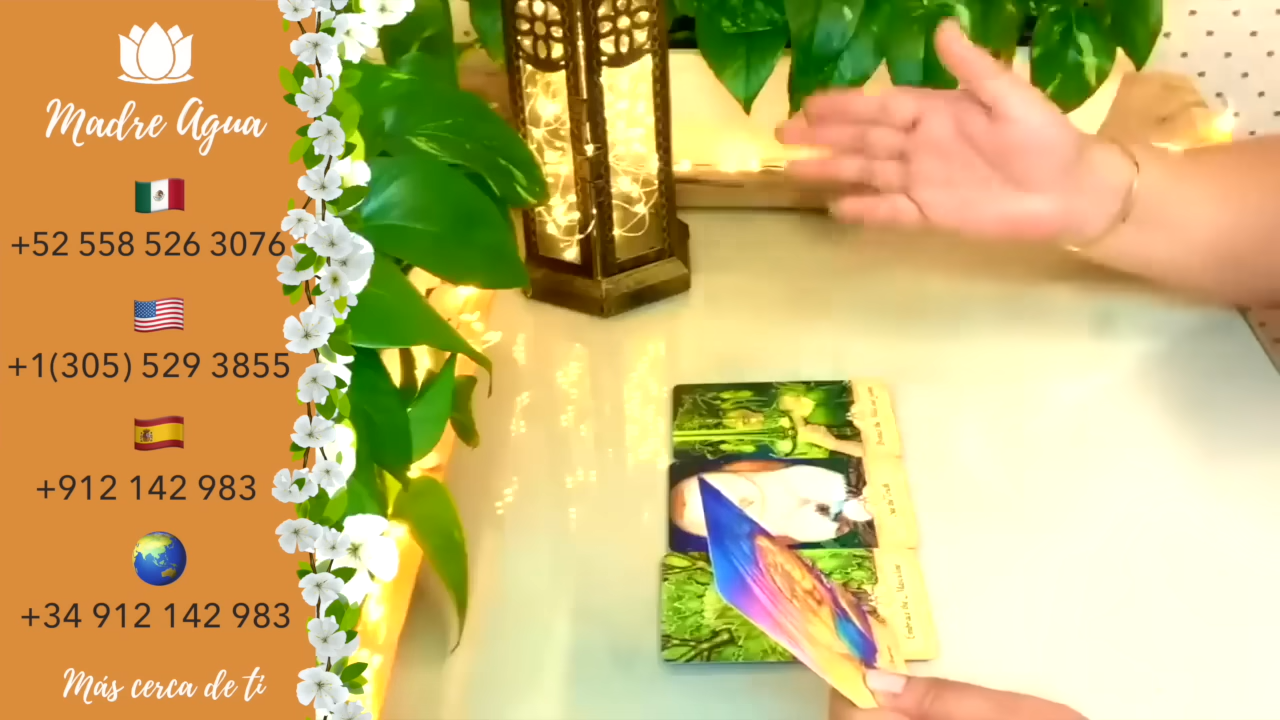 Madre Agua
+52 558 526 3076
+1(305) 529 3855
+912 142 983
+34 912 142 983
Más cerca de tí